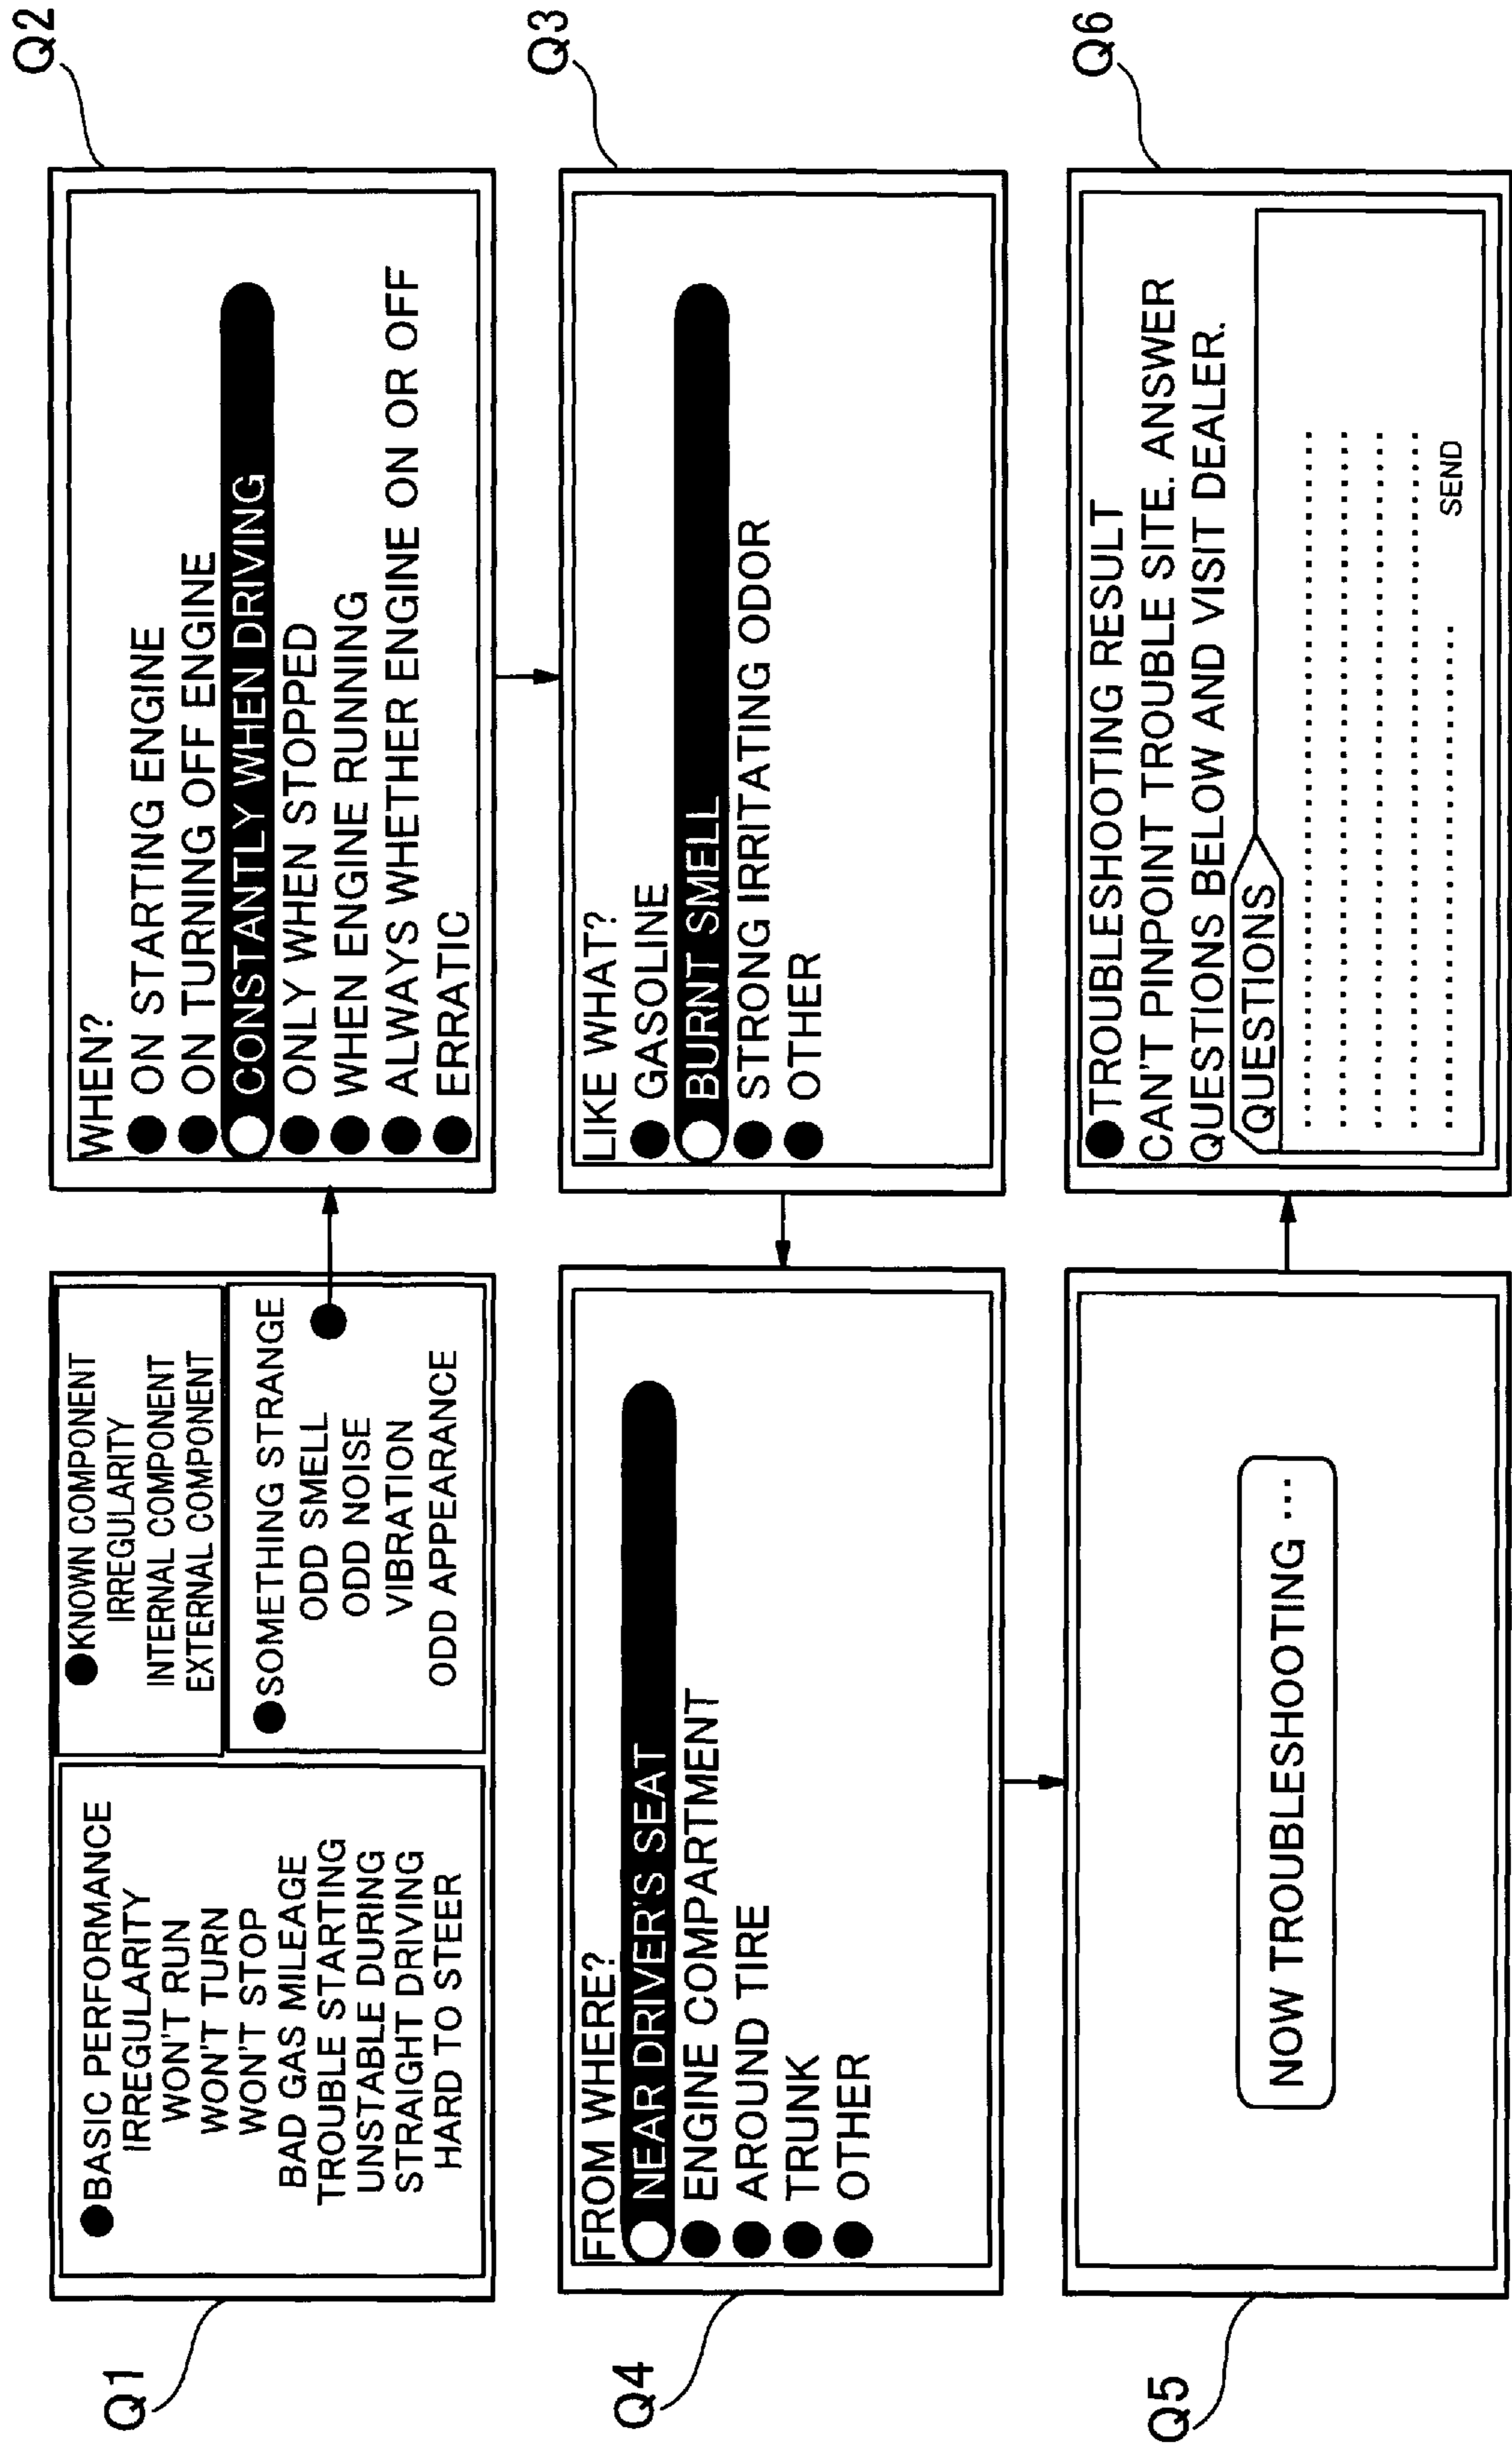 Q1
● BASIC PERFORMANCE
IRREGULARITY
WON'T RUN
WON'T TURN
WON'T STOP
BAD GAS MILEAGE
TROUBLE STARTING
UNSTABLE DURING
STRAIGHT DRIVING
HARD TO STEER
● KNOWN COMPONENT
IRREGULARITY
INTERNAL COMPONENT
EXTERNAL COMPONENT
● SOMETHING STRANGE
ODD SMELL
ODD NOISE
VIBRATION
ODD APPEARANCE
Q2
WHEN?
● ON STARTING ENGINE
● ON TURNING OFF ENGINE
○ CONSTANTLY WHEN DRIVING
● ONLY WHEN STOPPED
● WHEN ENGINE RUNNING
● ALWAYS WHETHER ENGINE ON OR OFF
● ERRATIC
Q3
LIKE WHAT?
● GASOLINE
○ BURNT SMELL
● STRONG IRRITATING ODOR
● OTHER
Q4
FROM WHERE?
○ NEAR DRIVER'S SEAT
● ENGINE COMPARTMENT
● AROUND TIRE
● TRUNK
● OTHER
Q5
NOW TROUBLESHOOTING ...
Q6
● TROUBLESHOOTING RESULT
CAN'T PINPOINT TROUBLE SITE. ANSWER
QUESTIONS BELOW AND VISIT DEALER.
QUESTIONS
SEND